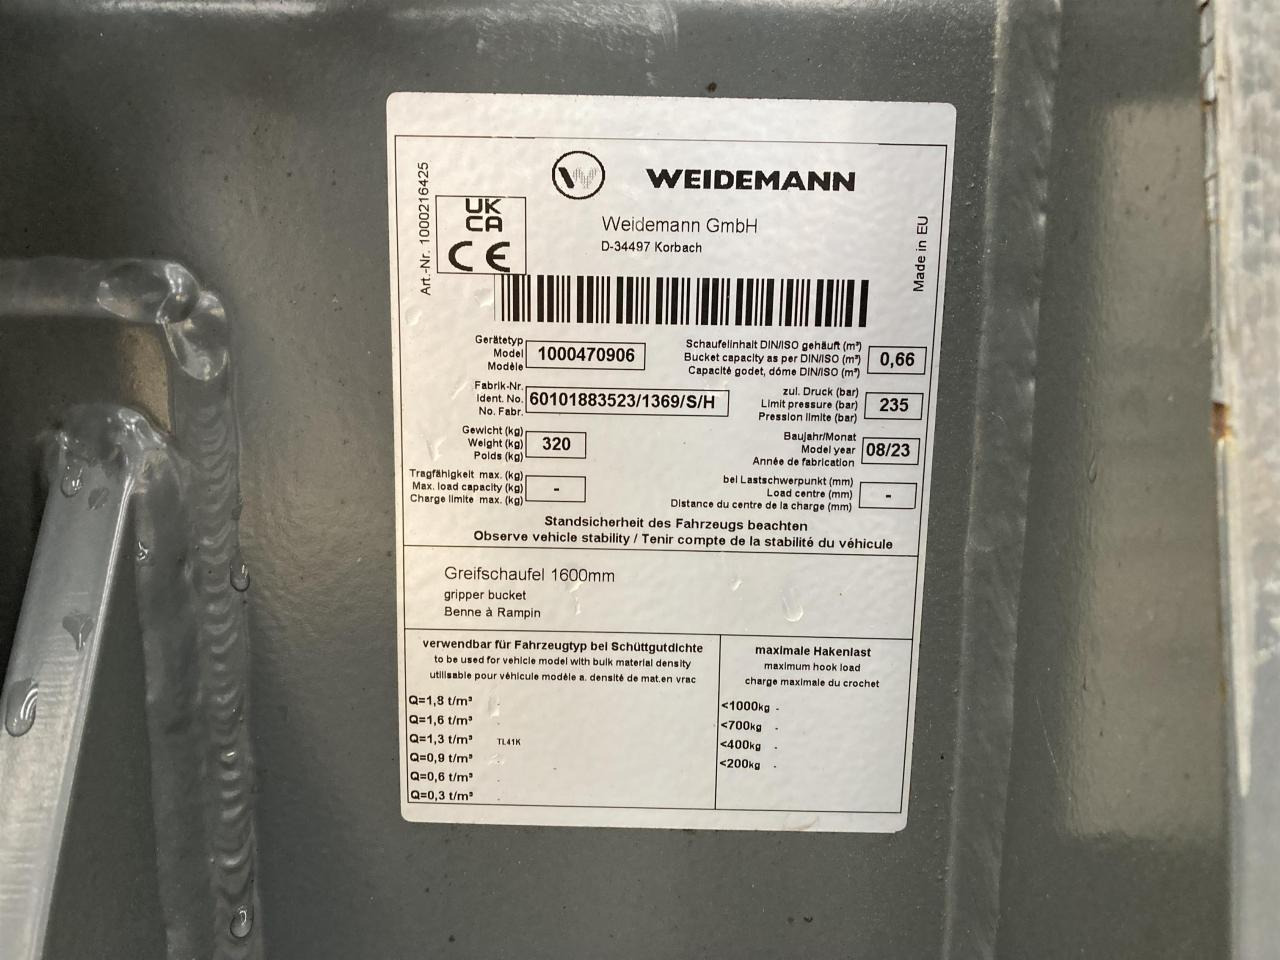 WEIDEMANN
Weidemann GmbH
D-34497 Korbach
Art.-Nr. 1000216425
UK
CA
CE
Made in EU
Gerätetyp
Model
Modèle
1000470906
Schaufelinhalt DIN/ISO gehäuft (m³)
Bucket capacity as per DIN/ISO (m³)
Capacité godet, dôme DIN/ISO (m³)
0,66
Fabrik-Nr.
Ident. No.
No. Fabr.
60101883523/1369/S/H
zul. Druck (bar)
Limit pressure (bar)
Pression limite (bar)
235
Gewicht (kg)
Weight (kg)
Poids (kg)
320
Baujahr/Monat
Model year
Année de fabrication
08/23
Tragfähigkeit max. (kg)
Max. load capacity (kg)
Charge limite max. (kg)
-
bei Lastschwerpunkt (mm)
Load centre (mm)
Distance du centre de la charge (mm)
-
Standsicherheit des Fahrzeugs beachten
Observe vehicle stability / Tenir compte de la stabilité du véhicule
Greifschaufel 1600mm
gripper bucket
Benne à Rampin
verwendbar für Fahrzeugtyp bei Schüttgutdichte
to be used for vehicle model with bulk material density
utilisable pour véhicule modèle a. densité de mat.en vrac
Q=1,8 t/m³ .
Q=1,6 t/m³ .
Q=1,3 t/m³ TL41K
Q=0,9 t/m³ .
Q=0,6 t/m³ .
Q=0,3 t/m³ .
maximale Hakenlast
maximum hook load
charge maximale du crochet
<1000kg -
<700kg -
<400kg -
<200kg -